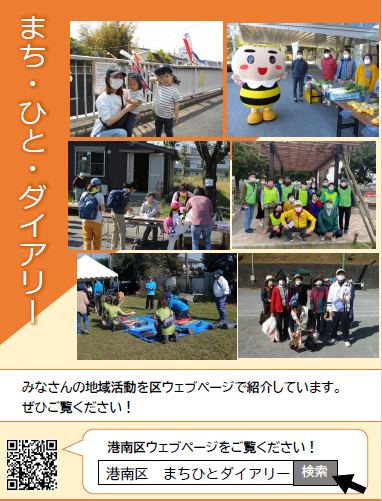 まち・ひと・ダイアリー
みなさんの地域活動を区ウェブページで紹介しています。
ぜひご覧ください！
港南区ウェブページをご覧ください！
港南区　まちひとダイアリー
検索